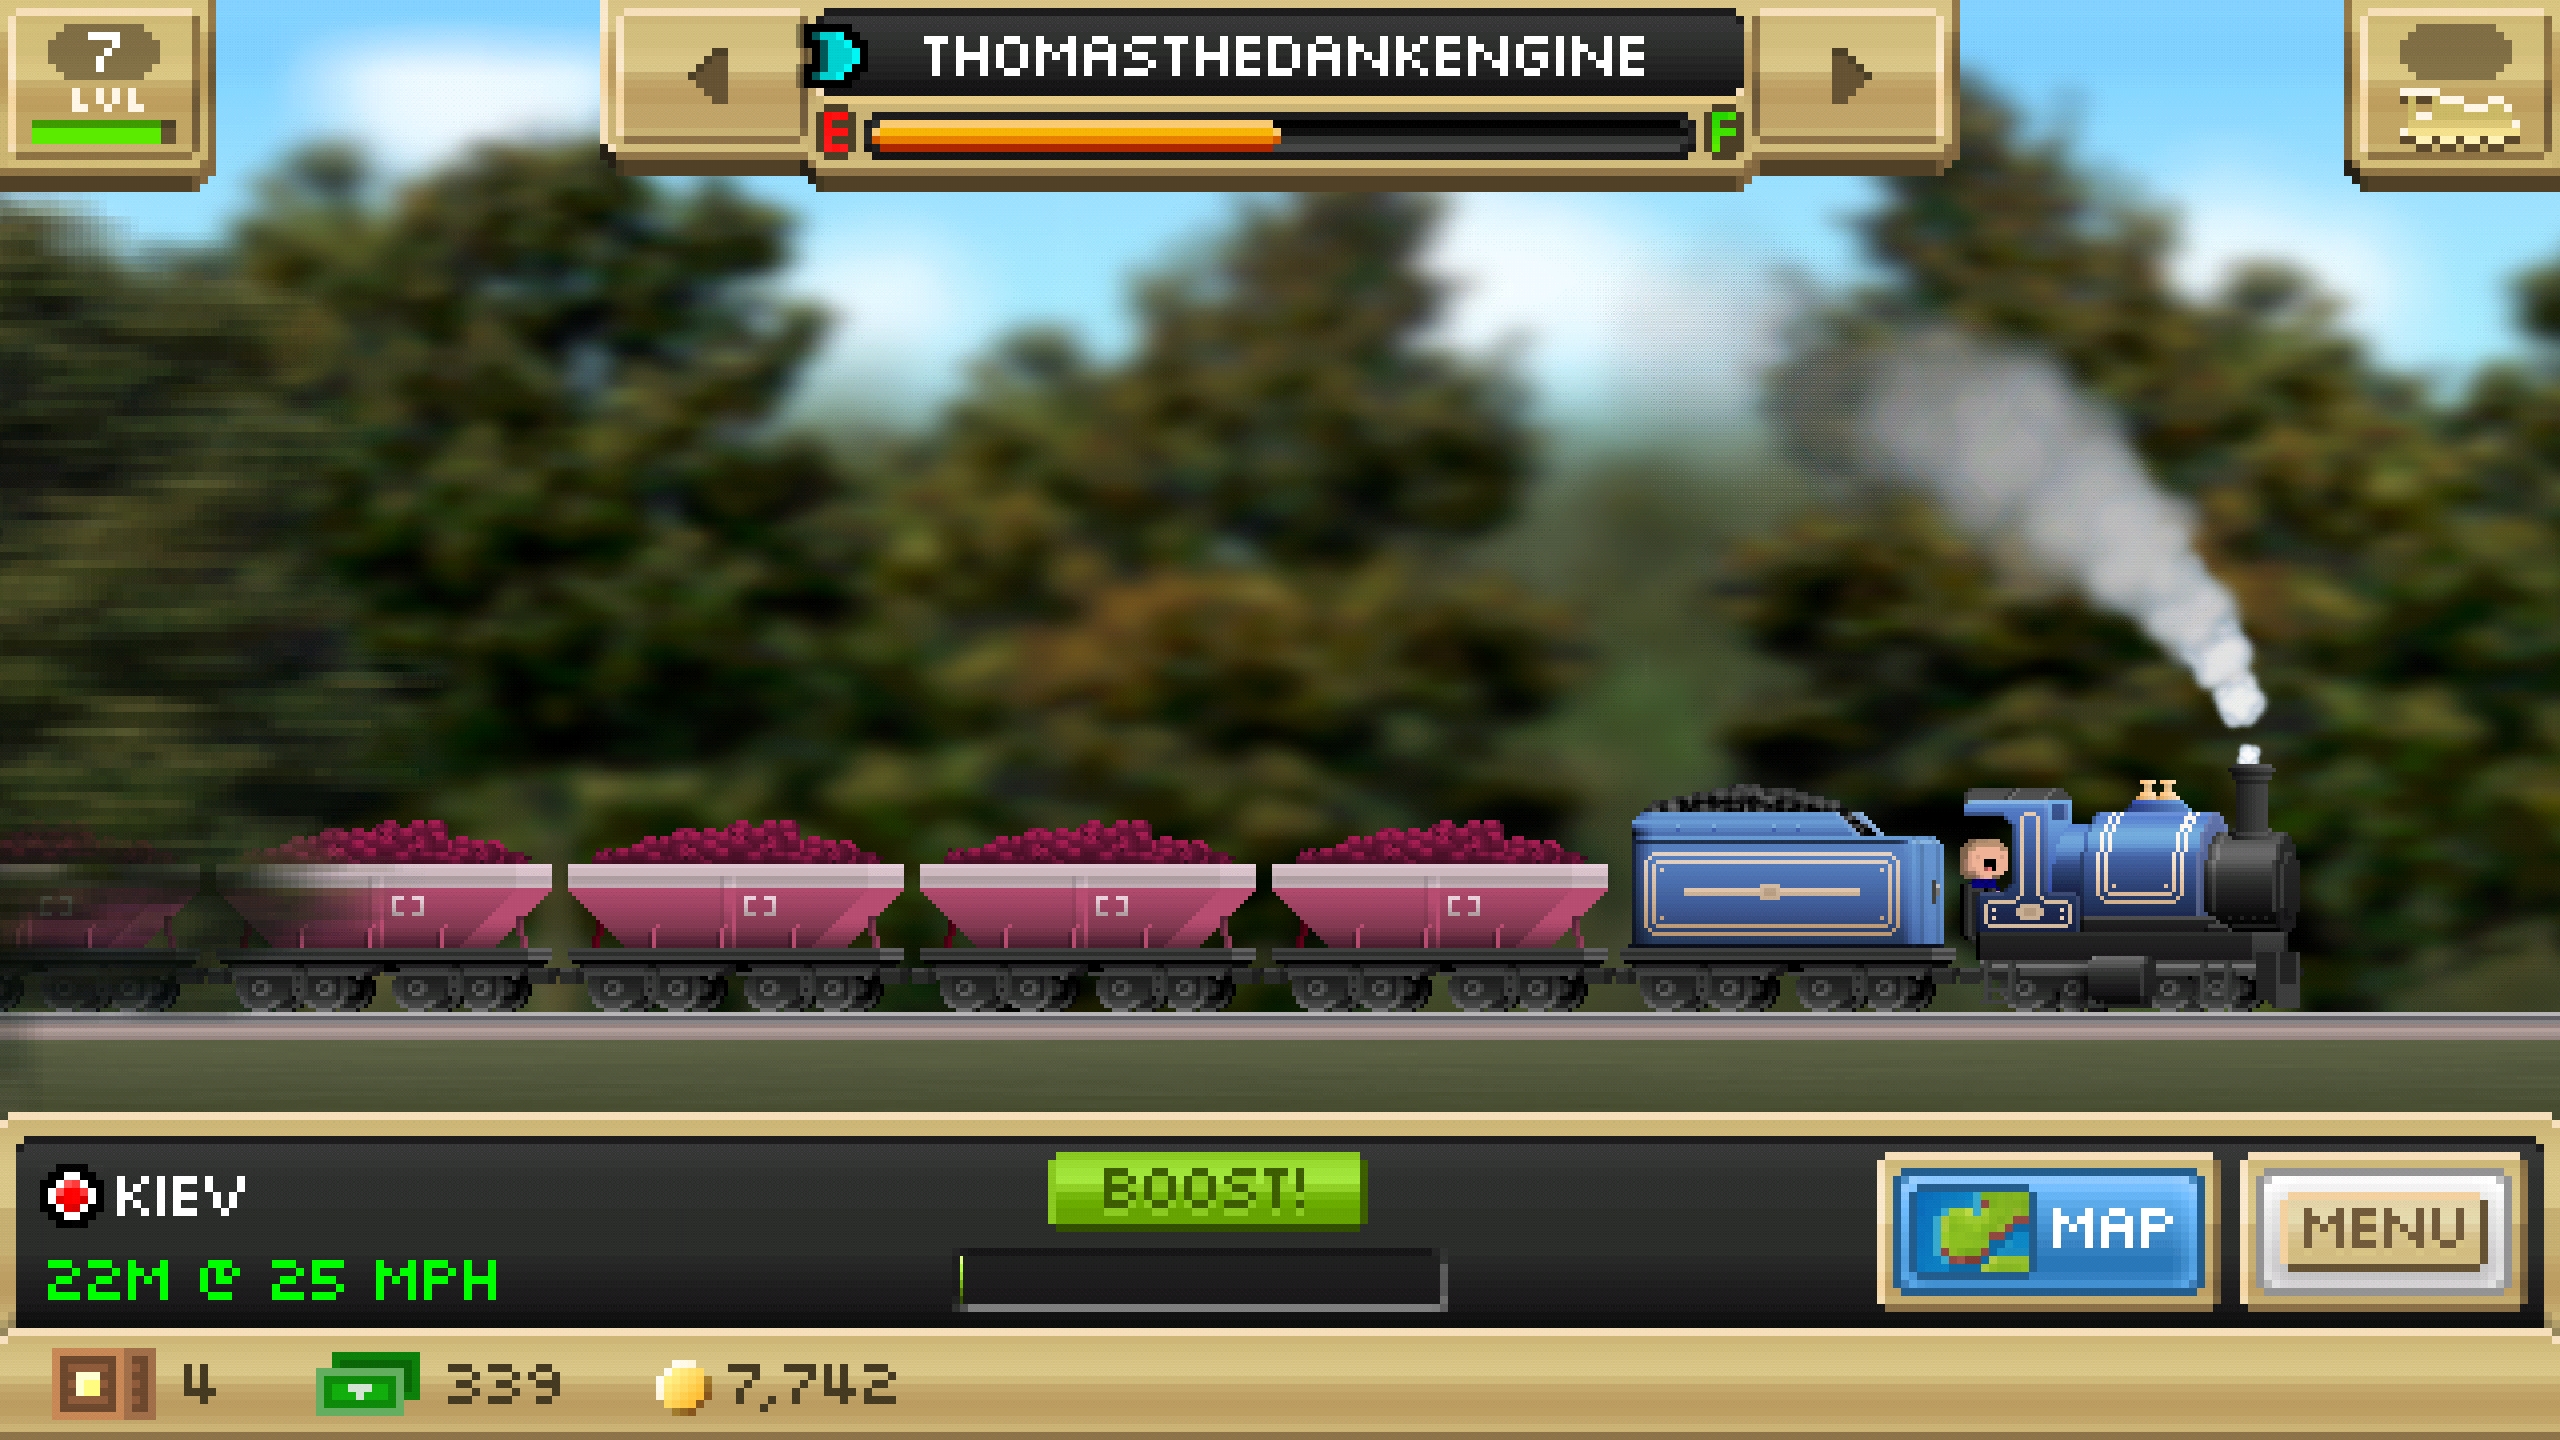 7
LVL
THOMASTHEDANKENGINE
E F
[] [] [] [] []
KIEV
22M @ 25 MPH
BOOST!
MAP
MENU
4
339
7,742